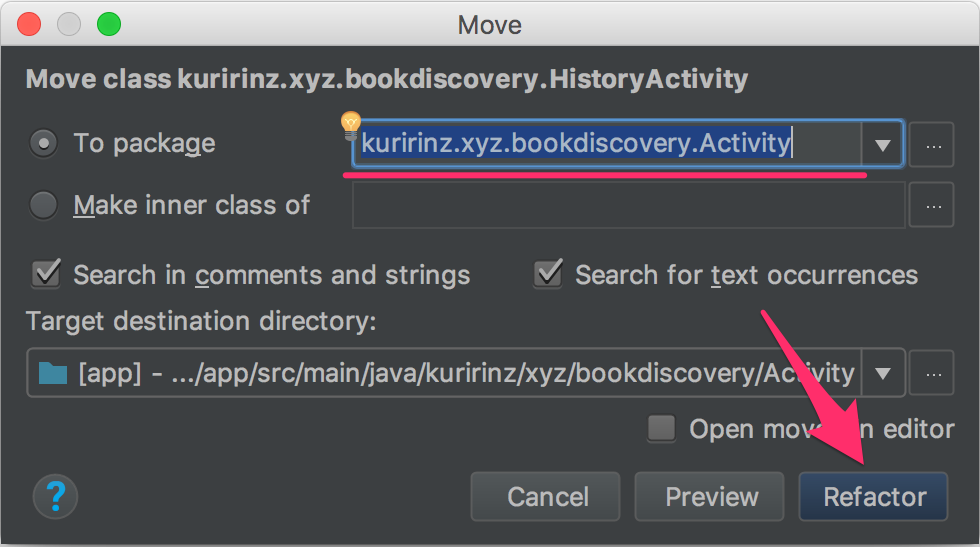 Move
Move class kuririnz.xyz.bookdiscovery.HistoryActivity
To package kuririnz.xyz.bookdiscovery.Activity ...
Make inner class of ...
Search in comments and strings Search for text occurrences
Target destination directory:
[app] - .../app/src/main/java/kuririnz/xyz/bookdiscovery/Activity ...
Open in editor
? Cancel Preview Refactor